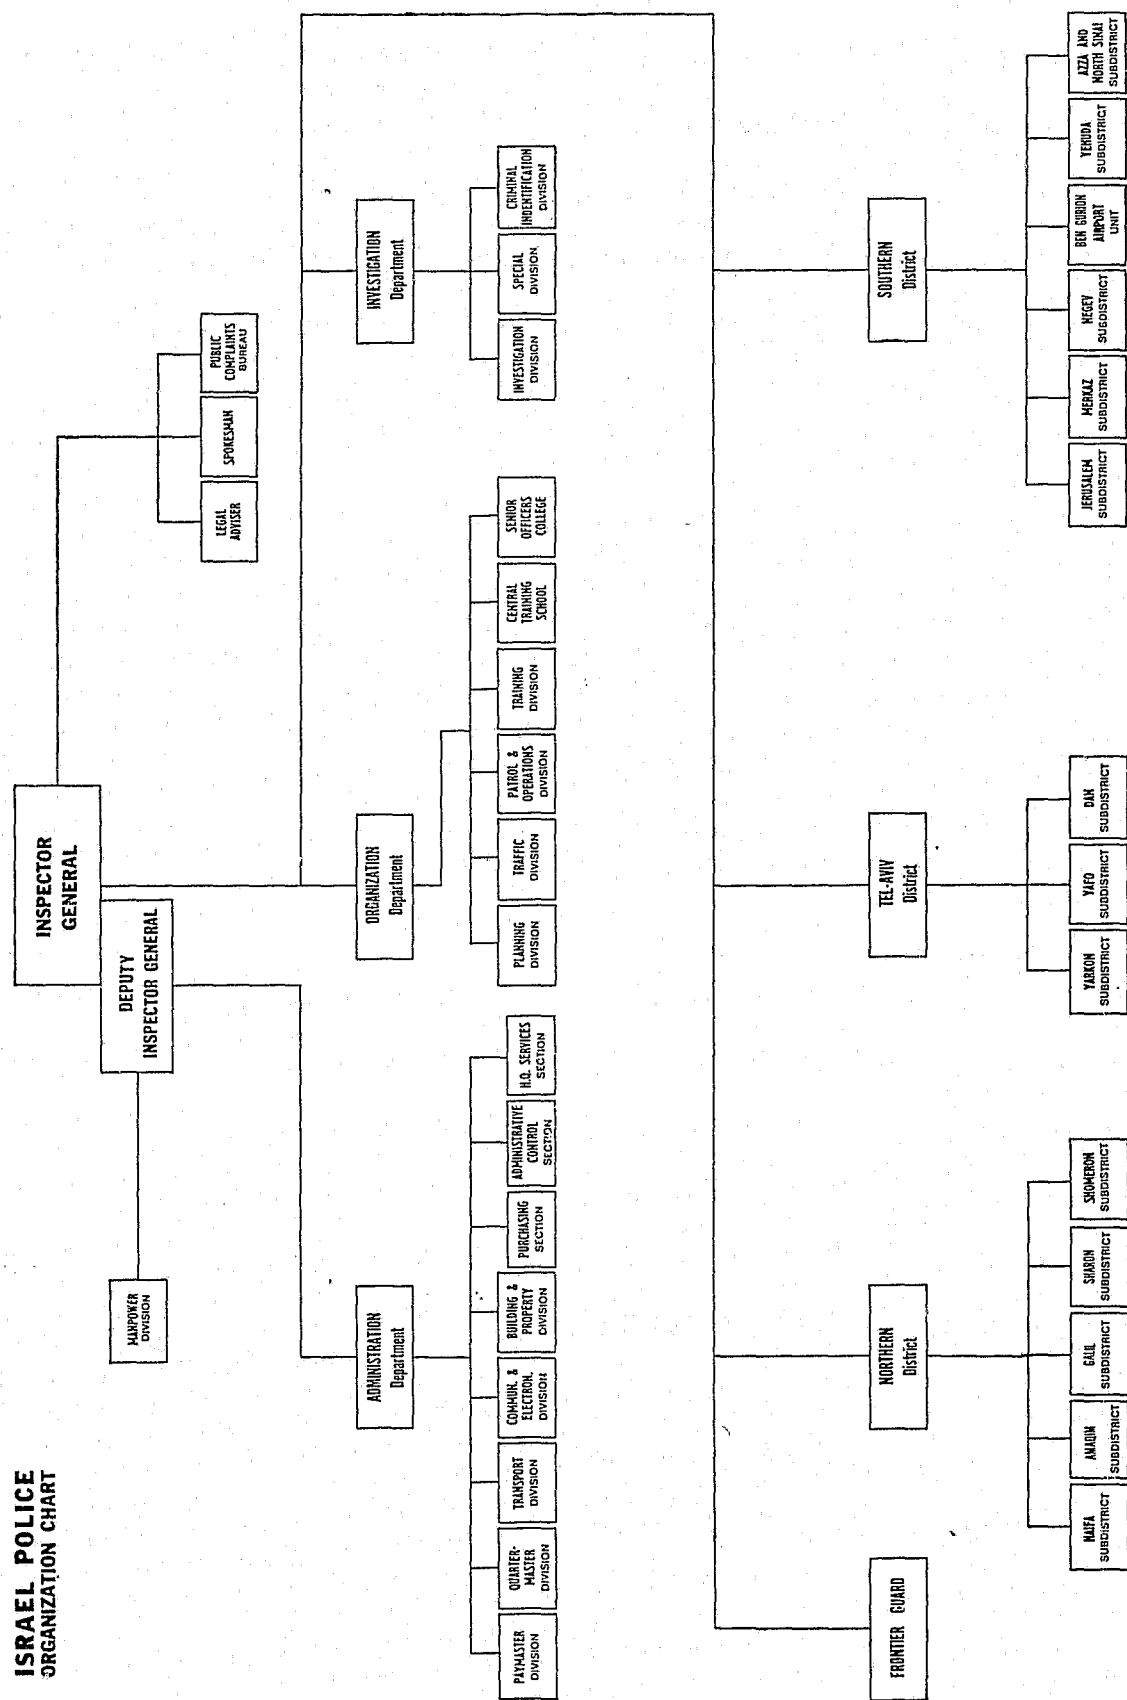 ISRAEL POLICE
ORGANIZATION CHART
INSPECTOR
GENERAL
DEPUTY
INSPECTOR GENERAL
MANPOWER
DIVISION
LEGAL
ADVISER
SPOKESMAN
PUBLIC
COMPLAINTS
BUREAU
ADMINISTRATION
Department
ORGANIZATION
Department
INVESTIGATION
Department
PAYMASTER
DIVISION
QUARTER-
MASTER
DIVISION
TRANSPORT
DIVISION
COMMUN. &
ELECTRON.
DIVISION
BUILDING &
PROPERTY
DIVISION
PURCHASING
SECTION
ADMINISTRATIVE
CONTROL
SECTION
H.Q. SERVICES
SECTION
PLANNING
DIVISION
TRAFFIC
DIVISION
PATROL &
OPERATIONS
DIVISION
TRAINING
DIVISION
CENTRAL
TRAINING
SCHOOL
SENIOR
OFFICERS
COLLEGE
INVESTIGATION
DIVISION
SPECIAL
DIVISION
CRIMINAL
INDENTIFICATION
DIVISION
FRONTIER GUARD
NORTHERN
District
TEL-AVIV
District
SOUTHERN
District
HAIFA
SUBDISTRICT
AMAQIM
SUBDISTRICT
GALIL
SUBDISTRICT
SHARON
SUBDISTRICT
SHOMERON
SUBDISTRICT
YARKON
SUBDISTRICT
YAFO
SUBDISTRICT
DAN
SUBDISTRICT
JERUSALEM
SUBDISTRICT
MERKAZ
SUBDISTRICT
NEGEV
SUBDISTRICT
BEN GURION
AIRPORT
UNIT
YEHUDA
SUBDISTRICT
AZZA AND
NORTH SINAI
SUBDISTRICT